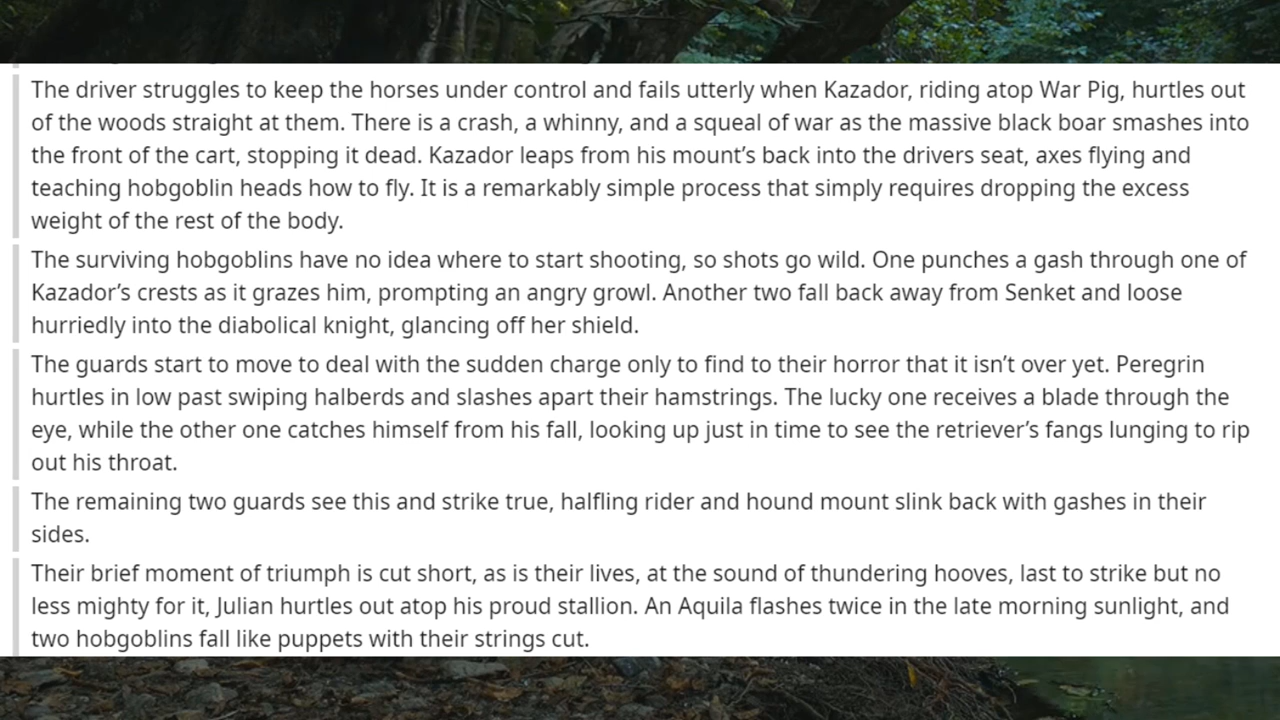 The driver struggles to keep the horses under control and fails utterly when Kazador, riding atop War Pig, hurtles out
of the woods straight at them. There is a crash, a whinny, and a squeal of war as the massive black boar smashes into
the front of the cart, stopping it dead. Kazador leaps from his mount’s back into the drivers seat, axes flying and
teaching hobgoblin heads how to fly. It is a remarkably simple process that simply requires dropping the excess
weight of the rest of the body.
The surviving hobgoblins have no idea where to start shooting, so shots go wild. One punches a gash through one of
Kazador’s crests as it grazes him, prompting an angry growl. Another two fall back away from Senket and loose
hurriedly into the diabolical knight, glancing off her shield.
The guards start to move to deal with the sudden charge only to find to their horror that it isn’t over yet. Peregrin
hurtles in low past swiping halberds and slashes apart their hamstrings. The lucky one receives a blade through the
eye, while the other one catches himself from his fall, looking up just in time to see the retriever’s fangs lunging to rip
out his throat.
The remaining two guards see this and strike true, halfling rider and hound mount slink back with gashes in their
sides.
Their brief moment of triumph is cut short, as is their lives, at the sound of thundering hooves, last to strike but no
less mighty for it, Julian hurtles out atop his proud stallion. An Aquila flashes twice in the late morning sunlight, and
two hobgoblins fall like puppets with their strings cut.